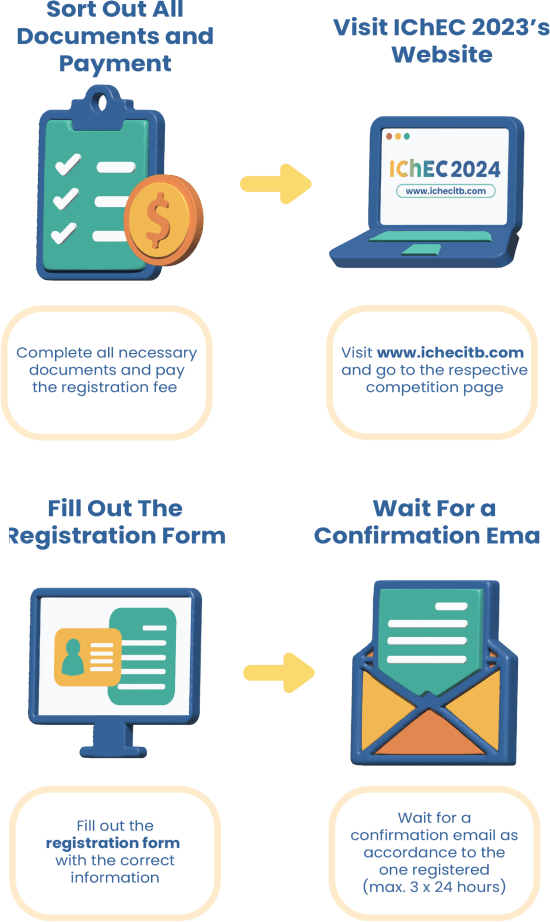 Sort Out All
Documents and
Payment
Visit IChEC 2023's
Website
IChEC 2024
www.ichecitb.com
$
Complete all necessary
documents and pay
the registration fee
Visit www.ichecitb.com
and go to the respective
competition page
Fill Out The
Registration Form
Wait For a
Confirmation Ema
Fill out the
registration form
with the correct
information
Wait for a
confirmation email as
accordance to the
one registered
(max. 3 x 24 hours)